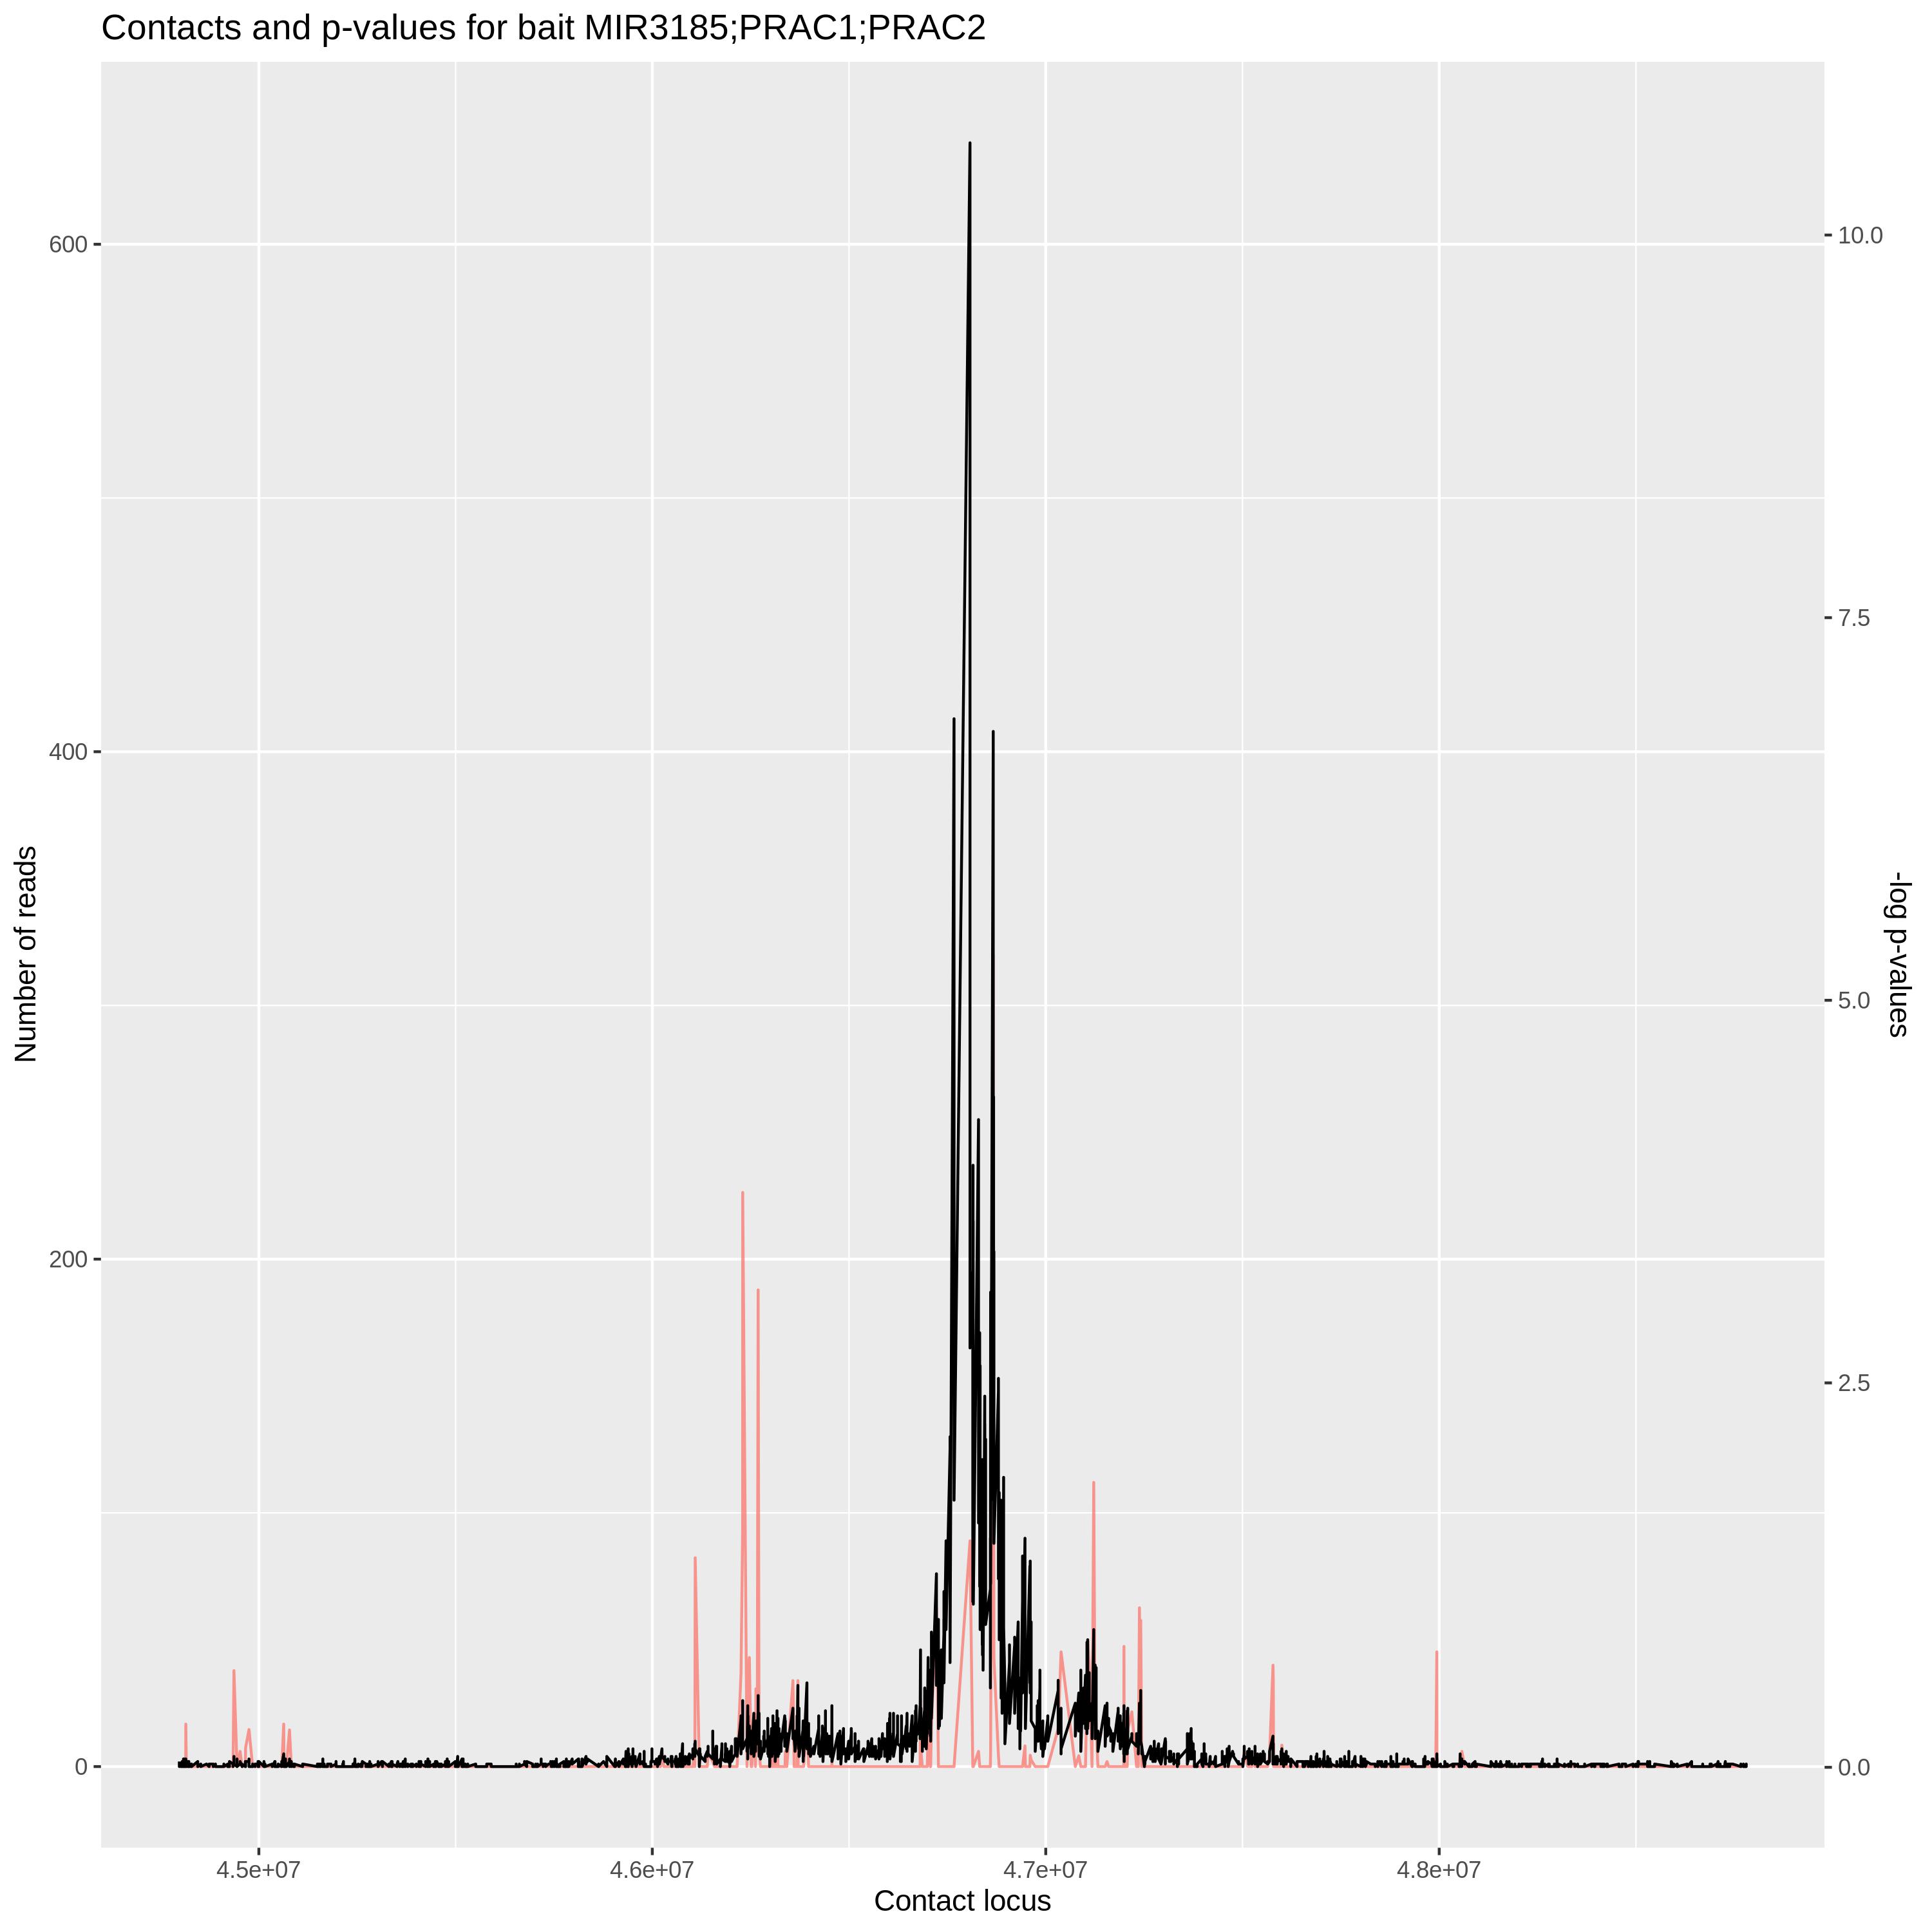 Contacts and p-values for bait MIR3185;PRAC1;PRAC2
600
400
200
0
Number of reads
10.0
7.5
5.0
2.5
0.0
-log p-values
4.5e+07 4.6e+07 4.7e+07 4.8e+07
Contact locus